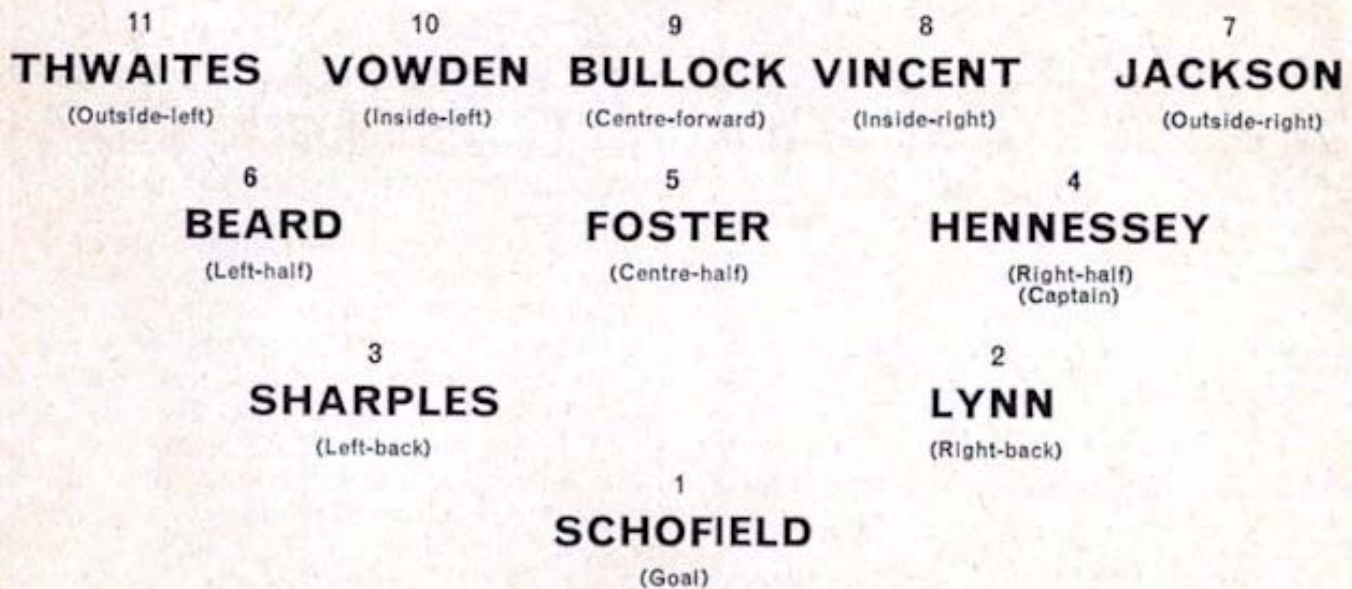 11 10 9 8 7
THWAITES VOWDEN BULLOCK VINCENT JACKSON
(Outside-left) (Inside-left) (Centre-forward) (Inside-right) (Outside-right)
6 5 4
BEARD FOSTER HENNESSEY
(Left-half) (Centre-half) (Right-half)
(Captain)
3 2
SHARPLES LYNN
(Left-back) (Right-back)
1
SCHOFIELD
(Goal)